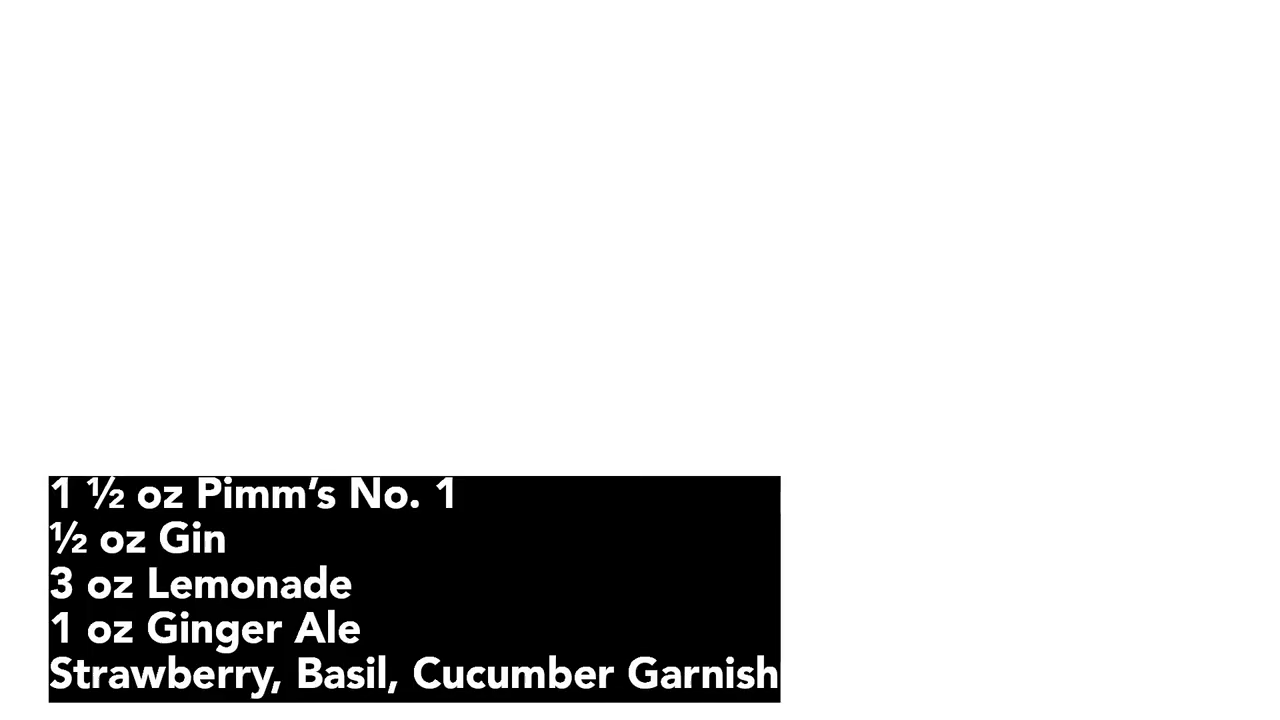 1 ½ oz Pimm’s No. 1
½ oz Gin
3 oz Lemonade
1 oz Ginger Ale
Strawberry, Basil, Cucumber Garnish